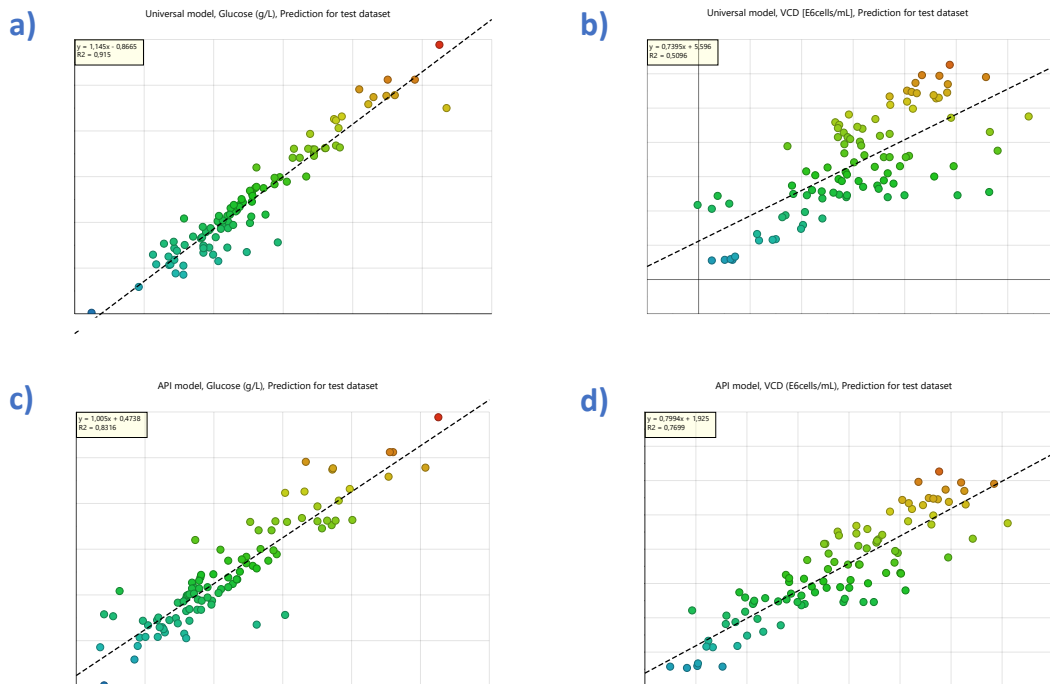 a)
Universal model, Glucose (g/L), Prediction for test dataset
y = 1,145x - 0,8665
R2 = 0,915
b)
Universal model, VCD [E6cells/mL], Prediction for test dataset
y = 0,7395x + 5,596
R2 = 0,5096
c)
API model, Glucose (g/L), Prediction for test dataset
y = 1,005x + 0,4738
R2 = 0,8316
d)
API model, VCD (E6cells/mL), Prediction for test dataset
y = 0,7994x + 1,925
R2 = 0,7699